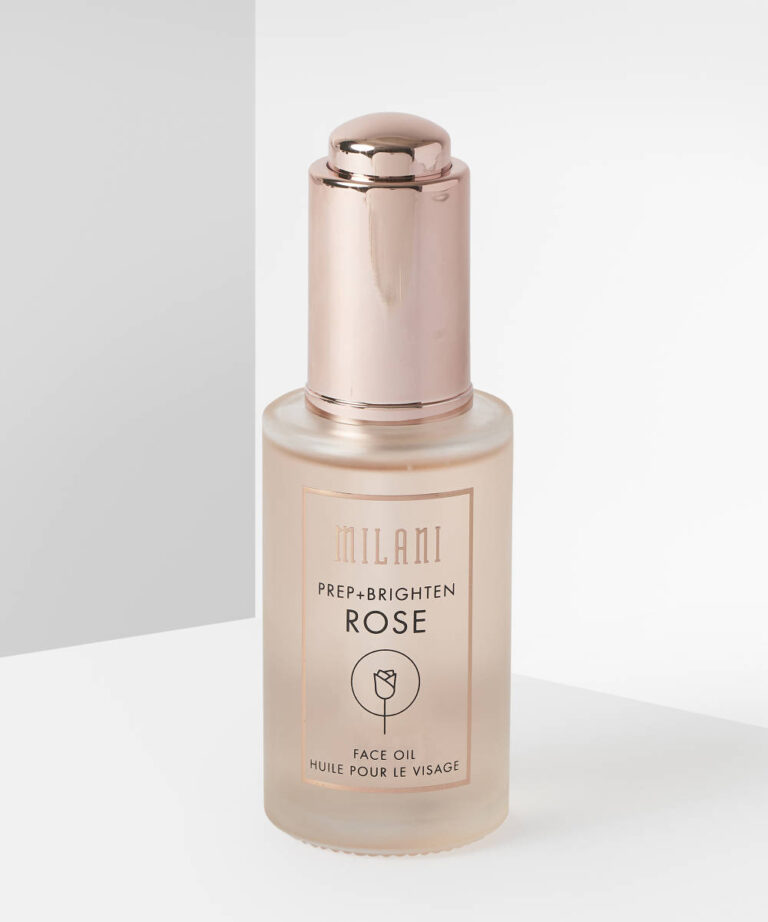 MILANI
PREP+BRIGHTEN
ROSE
FACE OIL
HUILE POUR LE VISAGE